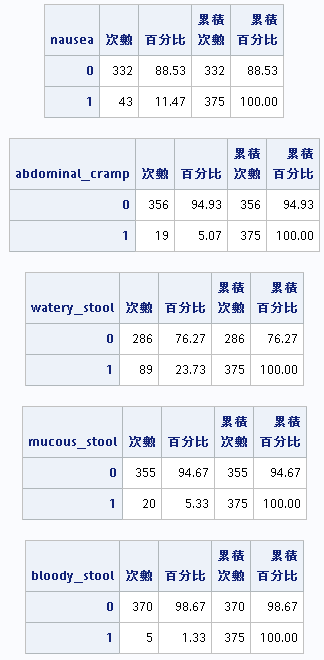 nausea 次數 百分比 累積次數 累積百分比
0 332 88.53 332 88.53
1 43 11.47 375 100.00
abdominal_cramp 次數 百分比 累積次數 累積百分比
0 356 94.93 356 94.93
1 19 5.07 375 100.00
watery_stool 次數 百分比 累積次數 累積百分比
0 286 76.27 286 76.27
1 89 23.73 375 100.00
mucous_stool 次數 百分比 累積次數 累積百分比
0 355 94.67 355 94.67
1 20 5.33 375 100.00
bloody_stool 次數 百分比 累積次數 累積百分比
0 370 98.67 370 98.67
1 5 1.33 375 100.00